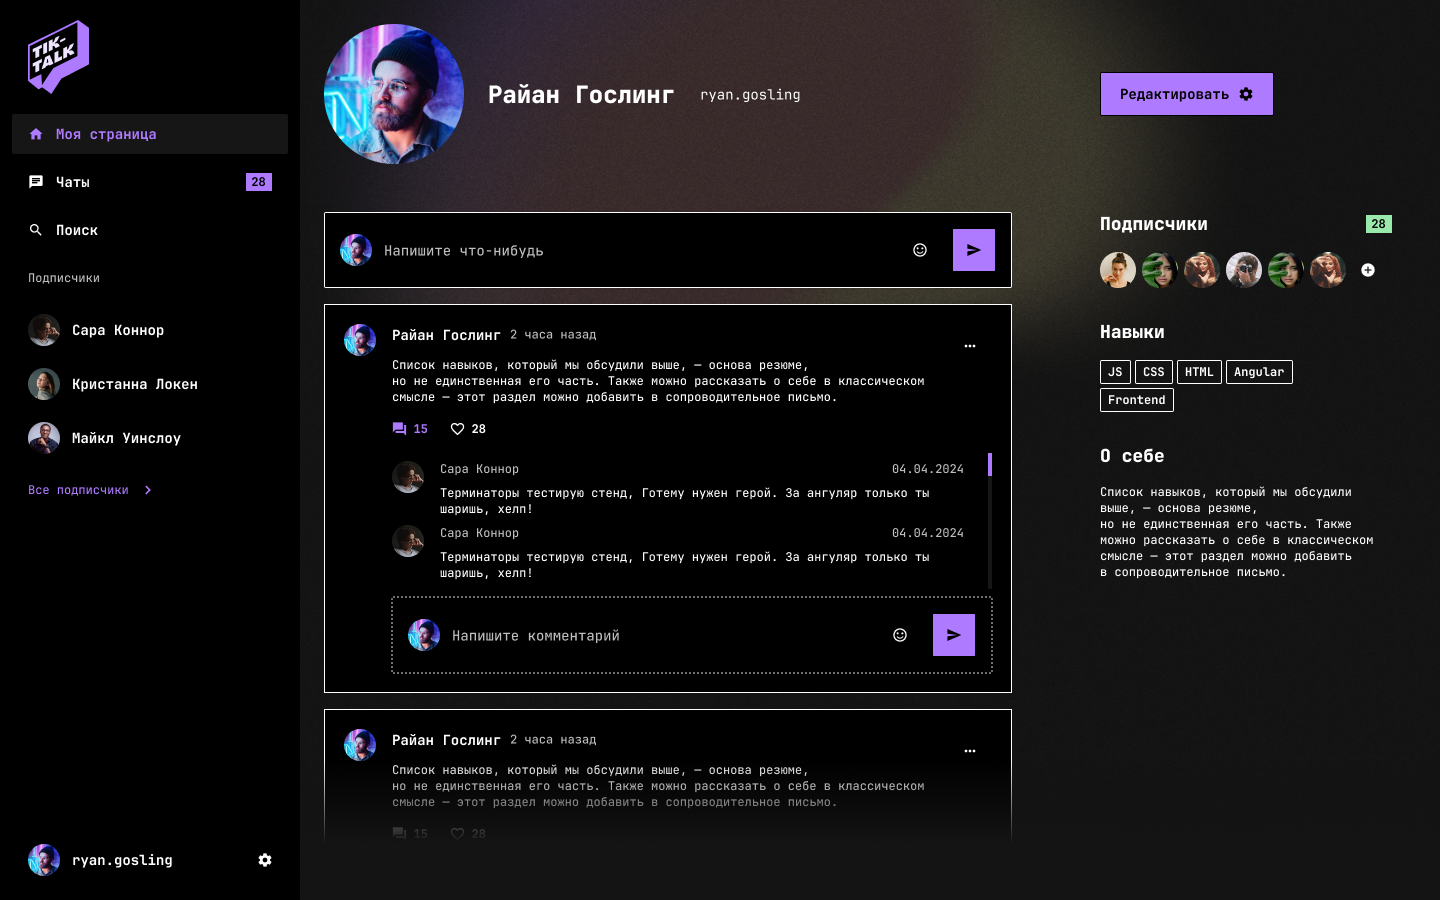 TIK-
TALK
Моя страница
Чаты
28
Поиск
Подписчики
Сара Коннор
Кристанна Локен
Майкл Уинслоу
Все подписчики
ryan.gosling
Райан Гослинг
ryan.gosling
Редактировать
Напишите что-нибудь
Райан Гослинг 2 часа назад
Список навыков, который мы обсудили выше, — основа резюме,
но не единственная его часть. Также можно рассказать о себе в классическом
смысле — этот раздел можно добавить в сопроводительное письмо.
15 28
Сара Коннор 04.04.2024
Терминаторы тестирую стенд, Готему нужен герой. За ангуляр только ты
шаришь, хелп!
Сара Коннор 04.04.2024
Терминаторы тестирую стенд, Готему нужен герой. За ангуляр только ты
шаришь, хелп!
Напишите комментарий
Райан Гослинг 2 часа назад
Список навыков, который мы обсудили выше, — основа резюме,
но не единственная его часть. Также можно рассказать о себе в классическом
смысле — этот раздел можно добавить в сопроводительное письмо.
15 28
Подписчики
28
Навыки
JS CSS HTML Angular
Frontend
О себе
Список навыков, который мы обсудили
выше, — основа резюме,
но не единственная его часть. Также
можно рассказать о себе в классическом
смысле — этот раздел можно добавить
в сопроводительное письмо.